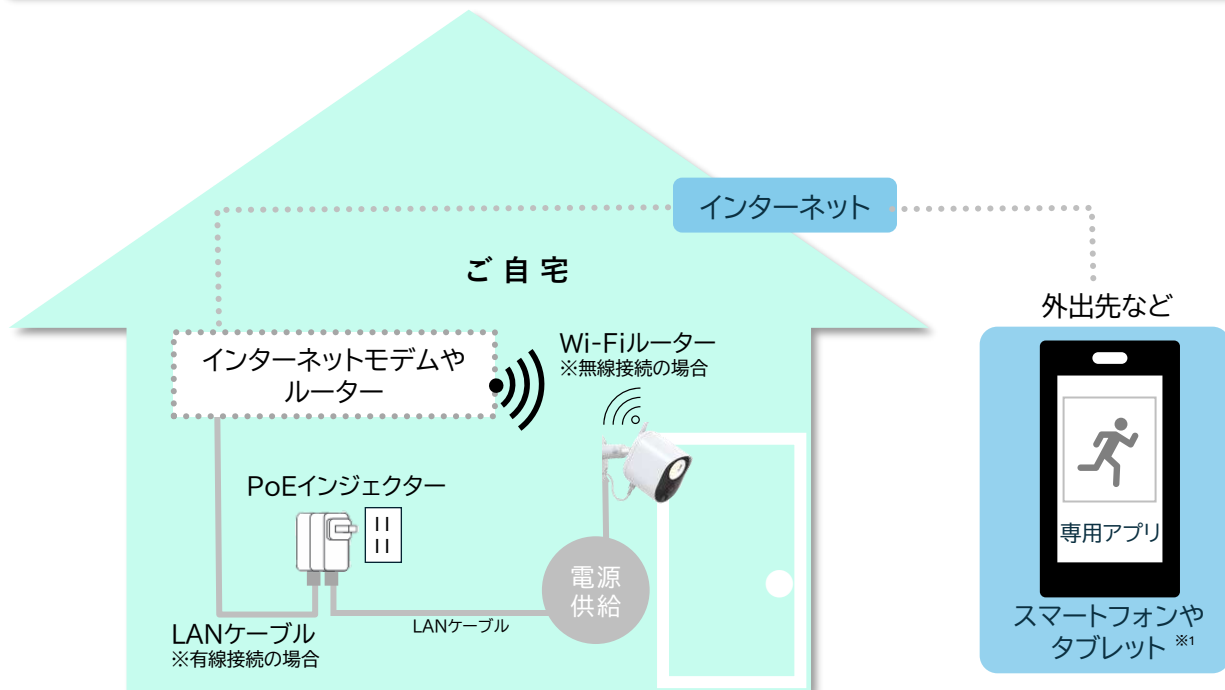 インターネット
ご自宅
外出先など
インターネットモデムや
ルーター
Wi-Fiルーター
※無線接続の場合
PoEインジェクター
専用アプリ
電源
供給
LANケーブル
※有線接続の場合
LANケーブル
スマートフォンや
タブレット ※1